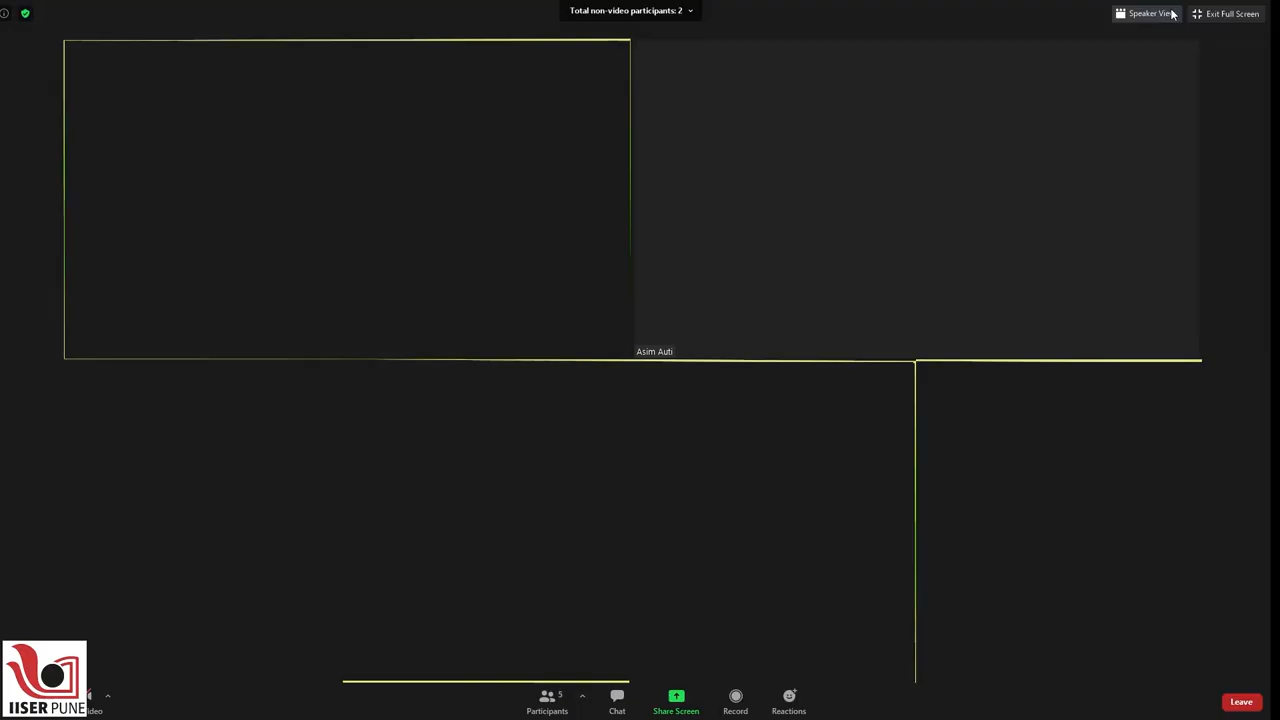 Total non-video participants: 2
Speaker View
Exit Full Screen
Asim Auti
Participants 5
Chat
Share Screen
Record
Reactions
Leave
IISER PUNE